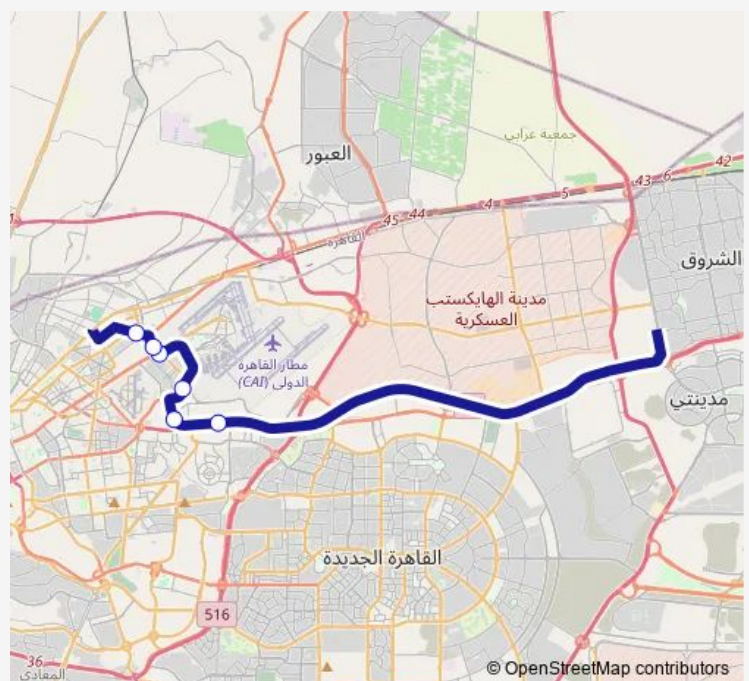 العبور
جمعية عرابي
42
6
43
5
4
44
45
القاهرة
الشروق
مدينة الهايكستب
العسكرية
مطار القاهرة
الدولي (CAI)
مدينتي
القاهرة الجديدة
516
36
المعادي
© OpenStreetMap contributors